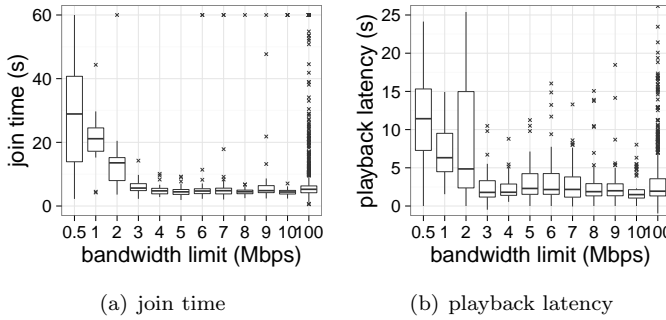 join time (s)
60
40
20
0
0.5 1 2 3 4 5 6 7 8 9 10 100
bandwidth limit (Mbps)
(a) join time
playback latency (s)
25
20
15
10
5
0
0.5 1 2 3 4 5 6 7 8 9 10 100
bandwidth limit (Mbps)
(b) playback latency